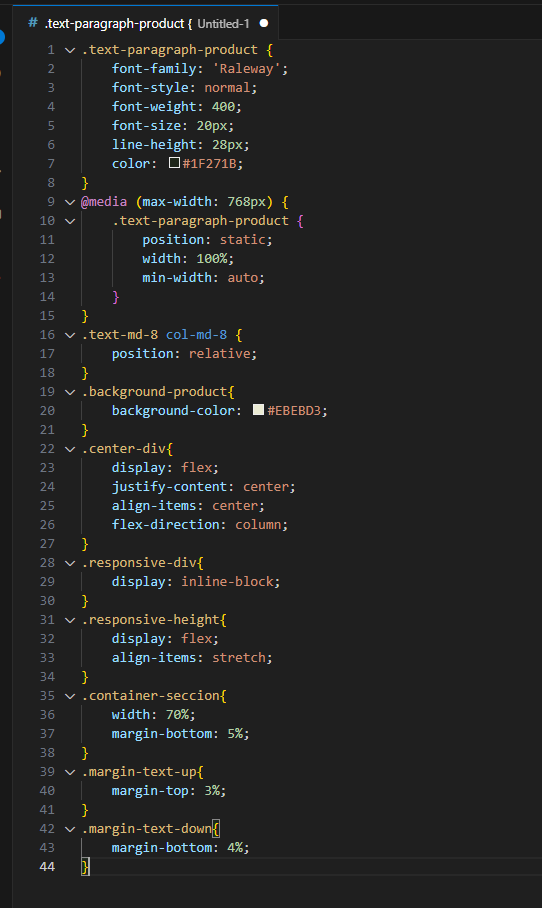 # .text-paragraph-product { Untitled-1 ●
1 .text-paragraph-product {
2 font-family: 'Raleway';
3 font-style: normal;
4 font-weight: 400;
5 font-size: 20px;
6 line-height: 28px;
7 color: #1F271B;
8 }
9 @media (max-width: 768px) {
10 .text-paragraph-product {
11 position: static;
12 width: 100%;
13 min-width: auto;
14 }
15 }
16 .text-md-8 col-md-8 {
17 position: relative;
18 }
19 .background-product{
20 background-color: #EBEBD3;
21 }
22 .center-div{
23 display: flex;
24 justify-content: center;
25 align-items: center;
26 flex-direction: column;
27 }
28 .responsive-div{
29 display: inline-block;
30 }
31 .responsive-height{
32 display: flex;
33 align-items: stretch;
34 }
35 .container-seccion{
36 width: 70%;
37 margin-bottom: 5%;
38 }
39 .margin-text-up{
40 margin-top: 3%;
41 }
42 .margin-text-down{
43 margin-bottom: 4%;
44 }